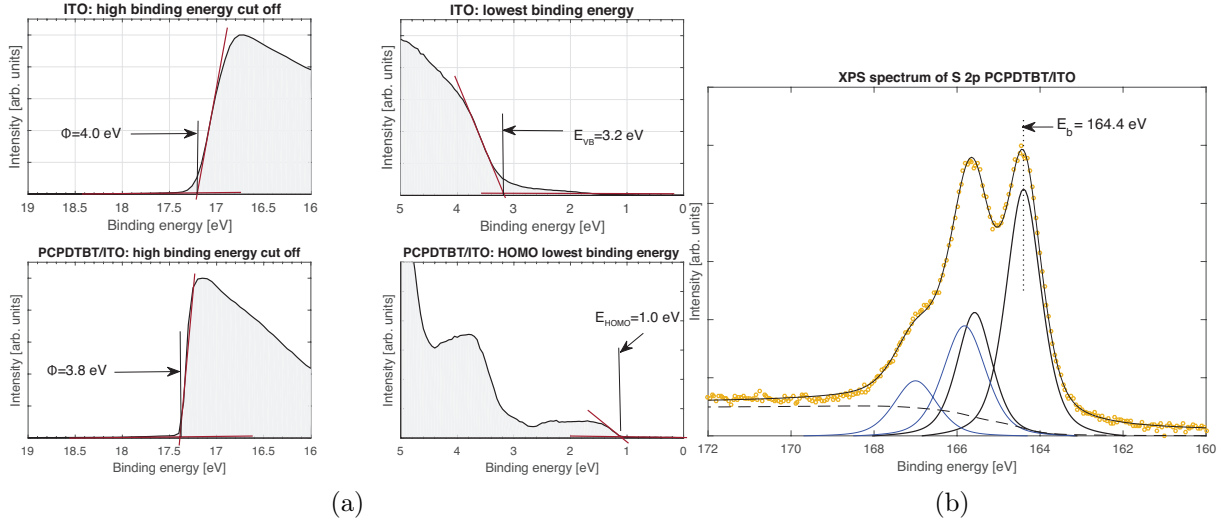 ITO: high binding energy cut off
Intensity [arb. units]
Φ=4.0 eV
19 18.5 18 17.5 17 16.5 16
Binding energy [eV]
ITO: lowest binding energy
Intensity [arb. units]
E_VB=3.2 eV
5 4 3 2 1 0
Binding energy [eV]
PCPDTBT/ITO: high binding energy cut off
Intensity [arb. units]
Φ=3.8 eV
19 18.5 18 17.5 17 16.5 16
Binding energy [eV]
PCPDTBT/ITO: HOMO lowest binding energy
Intensity [arb. units]
E_HOMO=1.0 eV
5 4 3 2 1 0
Binding energy [eV]
(a)
XPS spectrum of S 2p PCPDTBT/ITO
Intensity [arb. units]
E_b = 164.4 eV
172 170 168 166 164 162 160
Binding energy [eV]
(b)